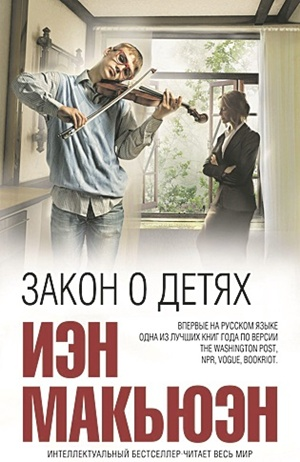 ЗАКОН О ДЕТЯХ
ВПЕРВЫЕ НА РУССКОМ ЯЗЫКЕ
ОДНА ИЗ ЛУЧШИХ КНИГ ГОДА ПО ВЕРСИИ
THE WASHINGTON POST,
NPR, VOGUE, BOOKRIOT.
ИЭН
МАКЬЮЭН
ИНТЕЛЛЕКТУАЛЬНЫЙ БЕСТСЕЛЛЕР-ЧИТАЕТ ВЕСЬ МИР